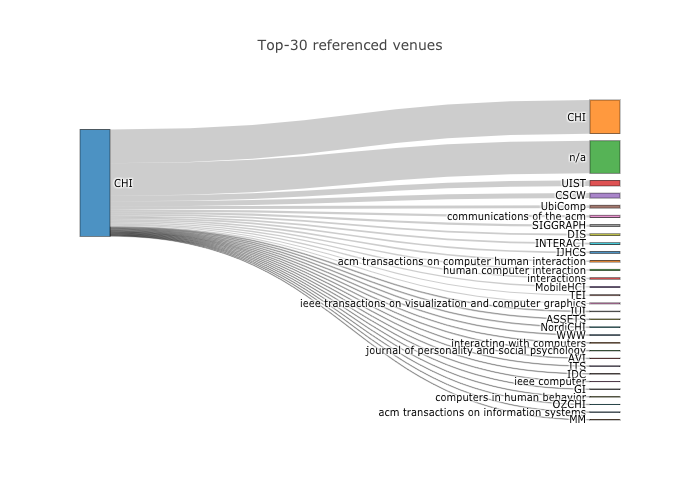 Top-30 referenced venues
CHI
CHI
n/a
UIST
CSCW
UbiComp
communications of the acm
SIGGRAPH
DIS
INTERACT
IJHCS
acm transactions on computer human interaction
human computer interaction
interactions
MobileHCI
TEI
ieee transactions on visualization and computer graphics
IUI
ASSETS
NordiCHI
WWW
interacting with computers
journal of personality and social psychology
AVI
ITS
IDC
ieee computer
GI
computers in human behavior
OZCHI
acm transactions on information systems
MM